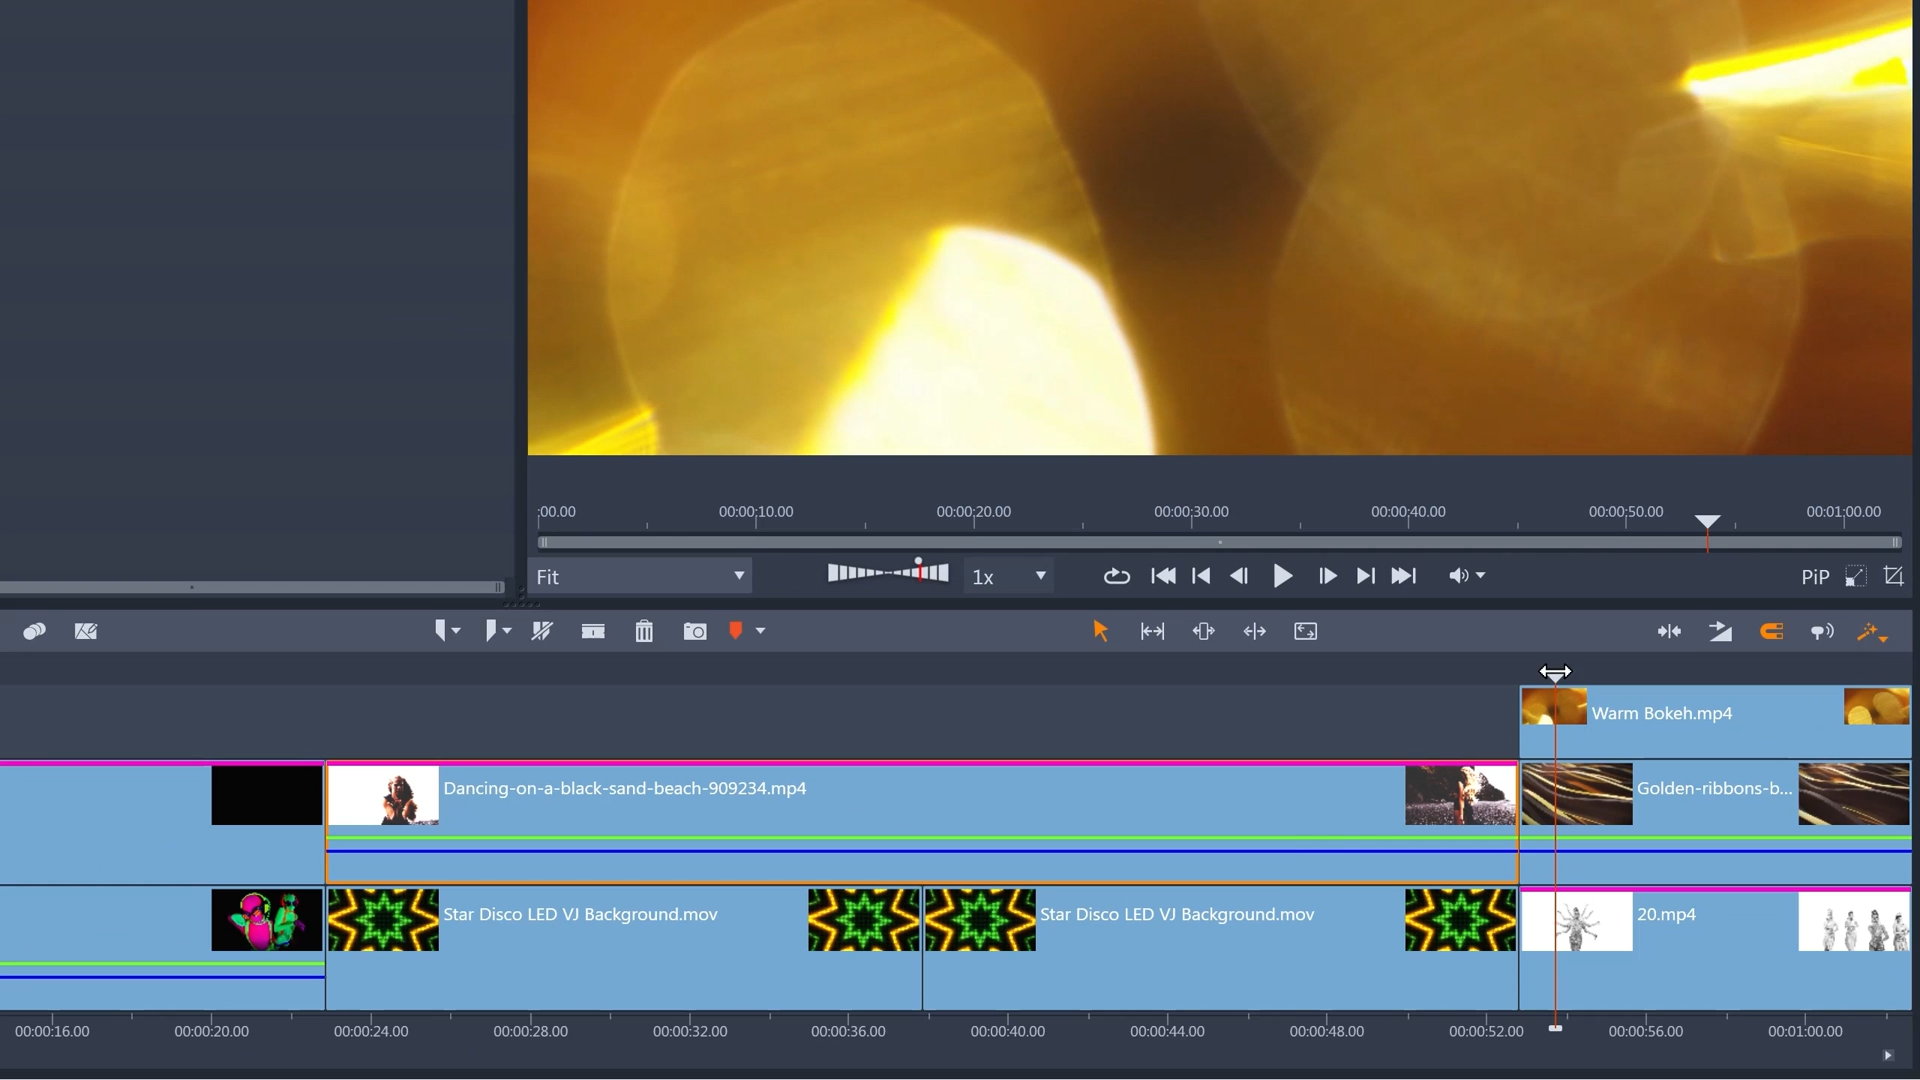 :00.00 00:00:10.00 00:00:20.00 00:00:30.00 00:00:40.00 00:00:50.00 00:01:00.00
Fit 1x PiP
Warm Bokeh.mp4
Dancing-on-a-black-sand-beach-909234.mp4 Golden-ribbons-b...
Star Disco LED VJ Background.mov Star Disco LED VJ Background.mov 20.mp4
00:00:16.00 00:00:20.00 00:00:24.00 00:00:28.00 00:00:32.00 00:00:36.00 00:00:40.00 00:00:44.00 00:00:48.00 00:00:52.00 00:00:56.00 00:01:00.00